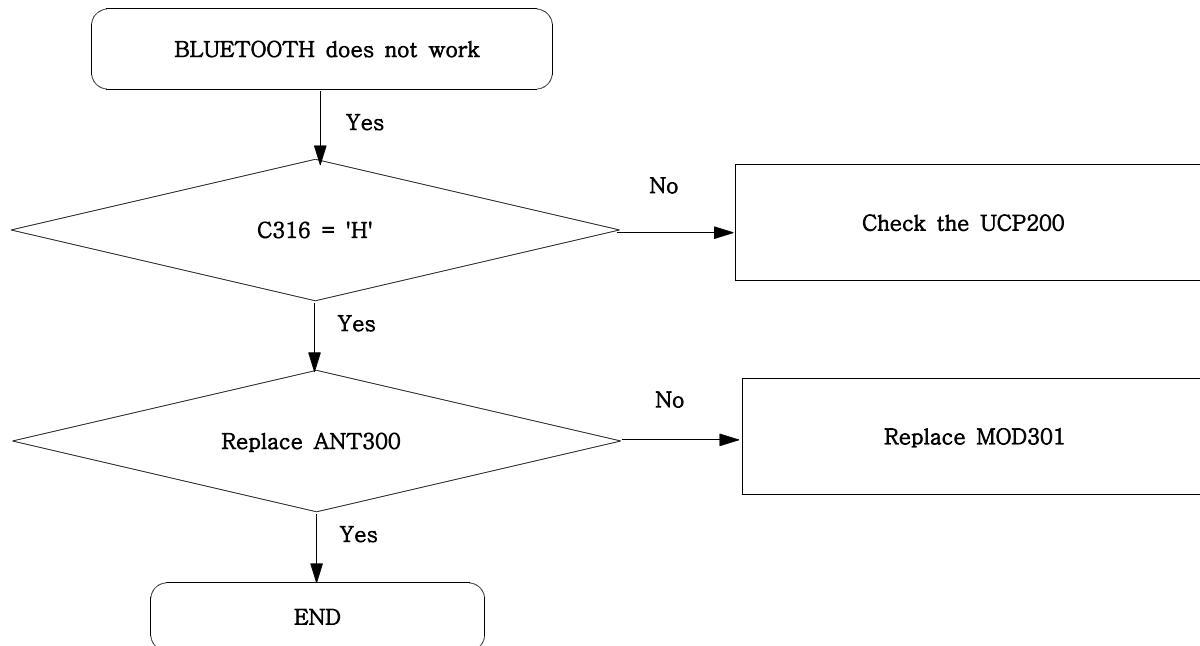 BLUETOOTH does not work
Yes
C316 = 'H'
No
Check the UCP200
Yes
Replace ANT300
No
Replace MOD301
Yes
END